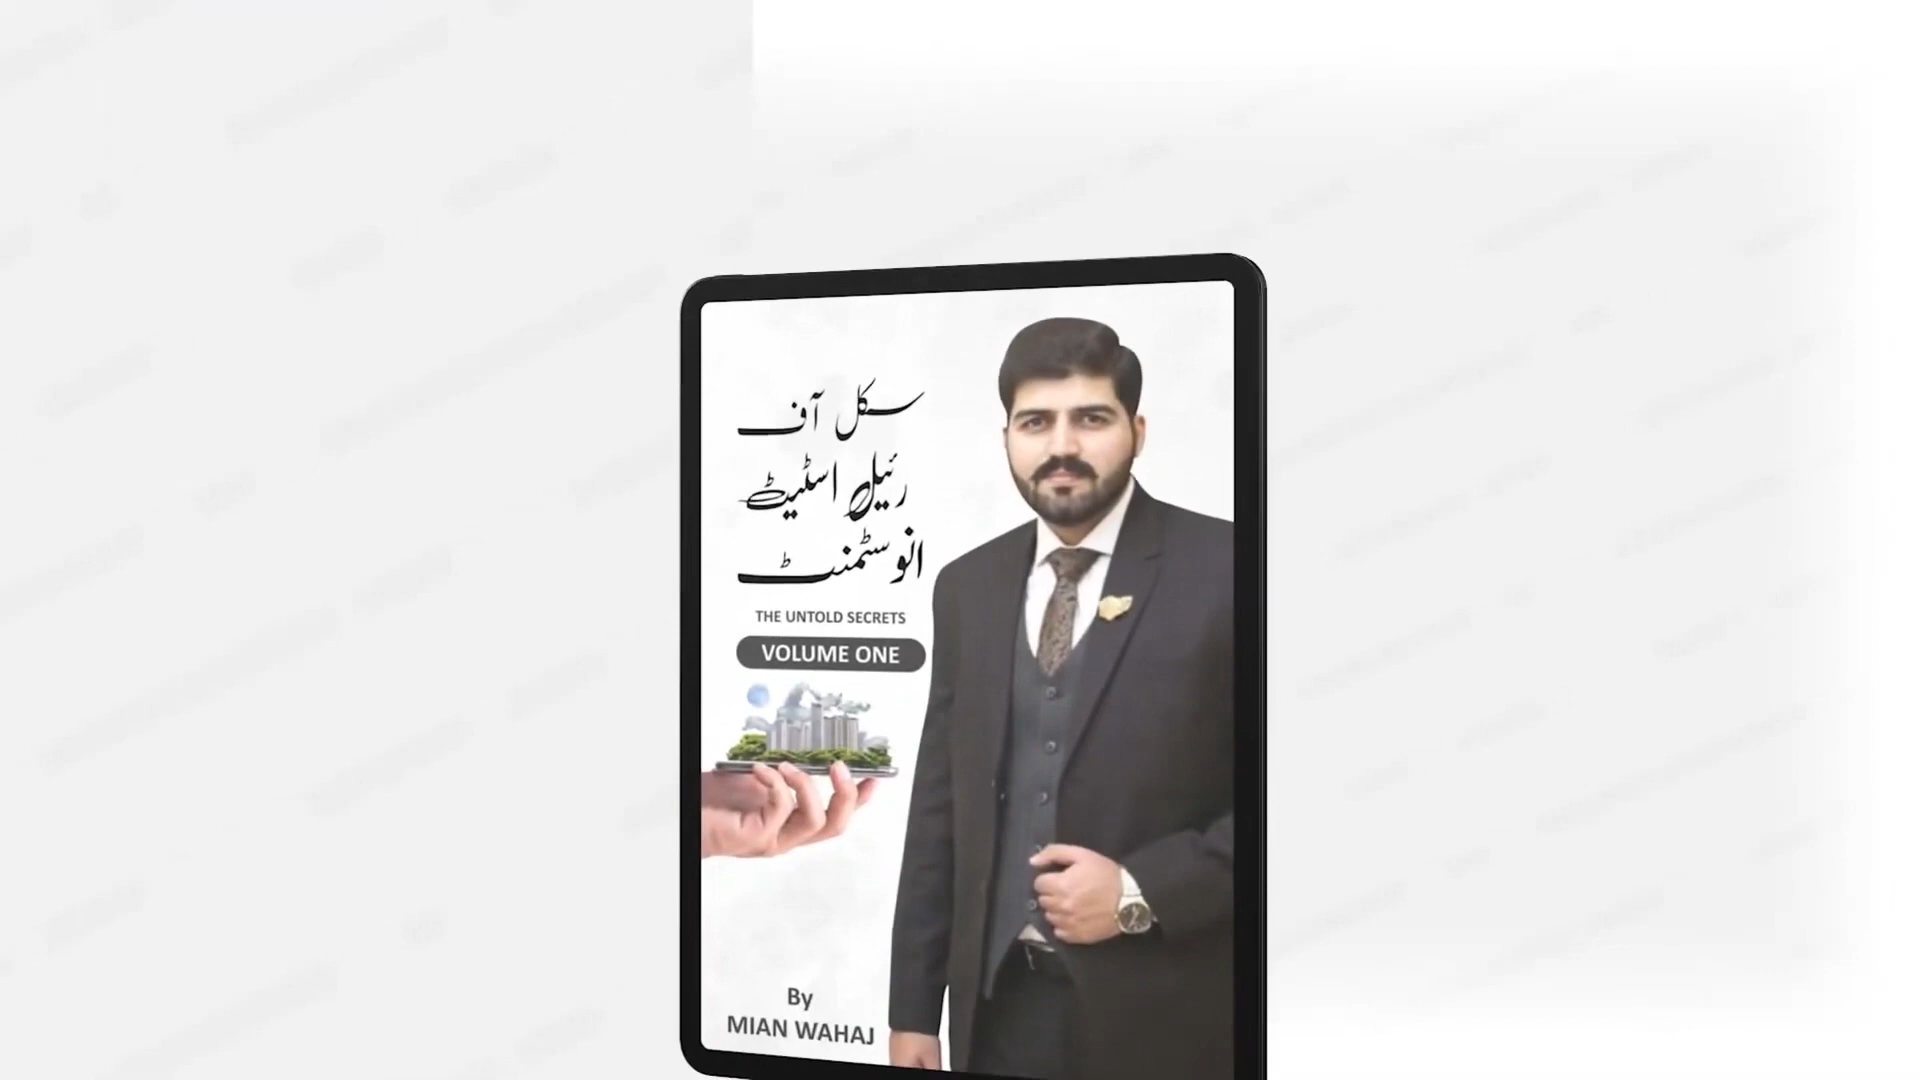 سکل آف
رئیل اسٹیٹ
انوسٹمنٹ
THE UNTOLD SECRETS
VOLUME ONE
By
MIAN WAHAJ